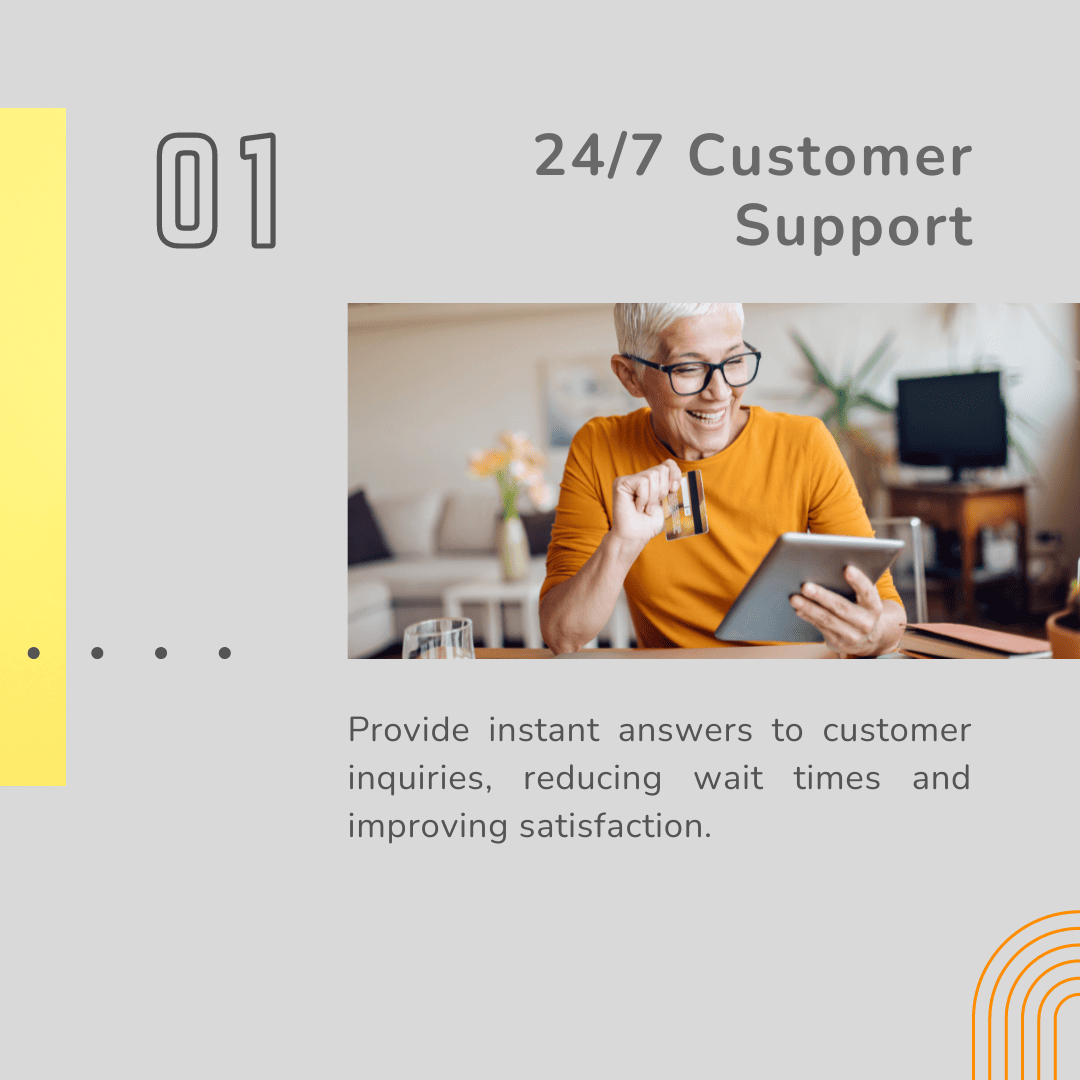 01
24/7 Customer
Support
Provide instant answers to customer
inquiries, reducing wait times and
improving satisfaction.